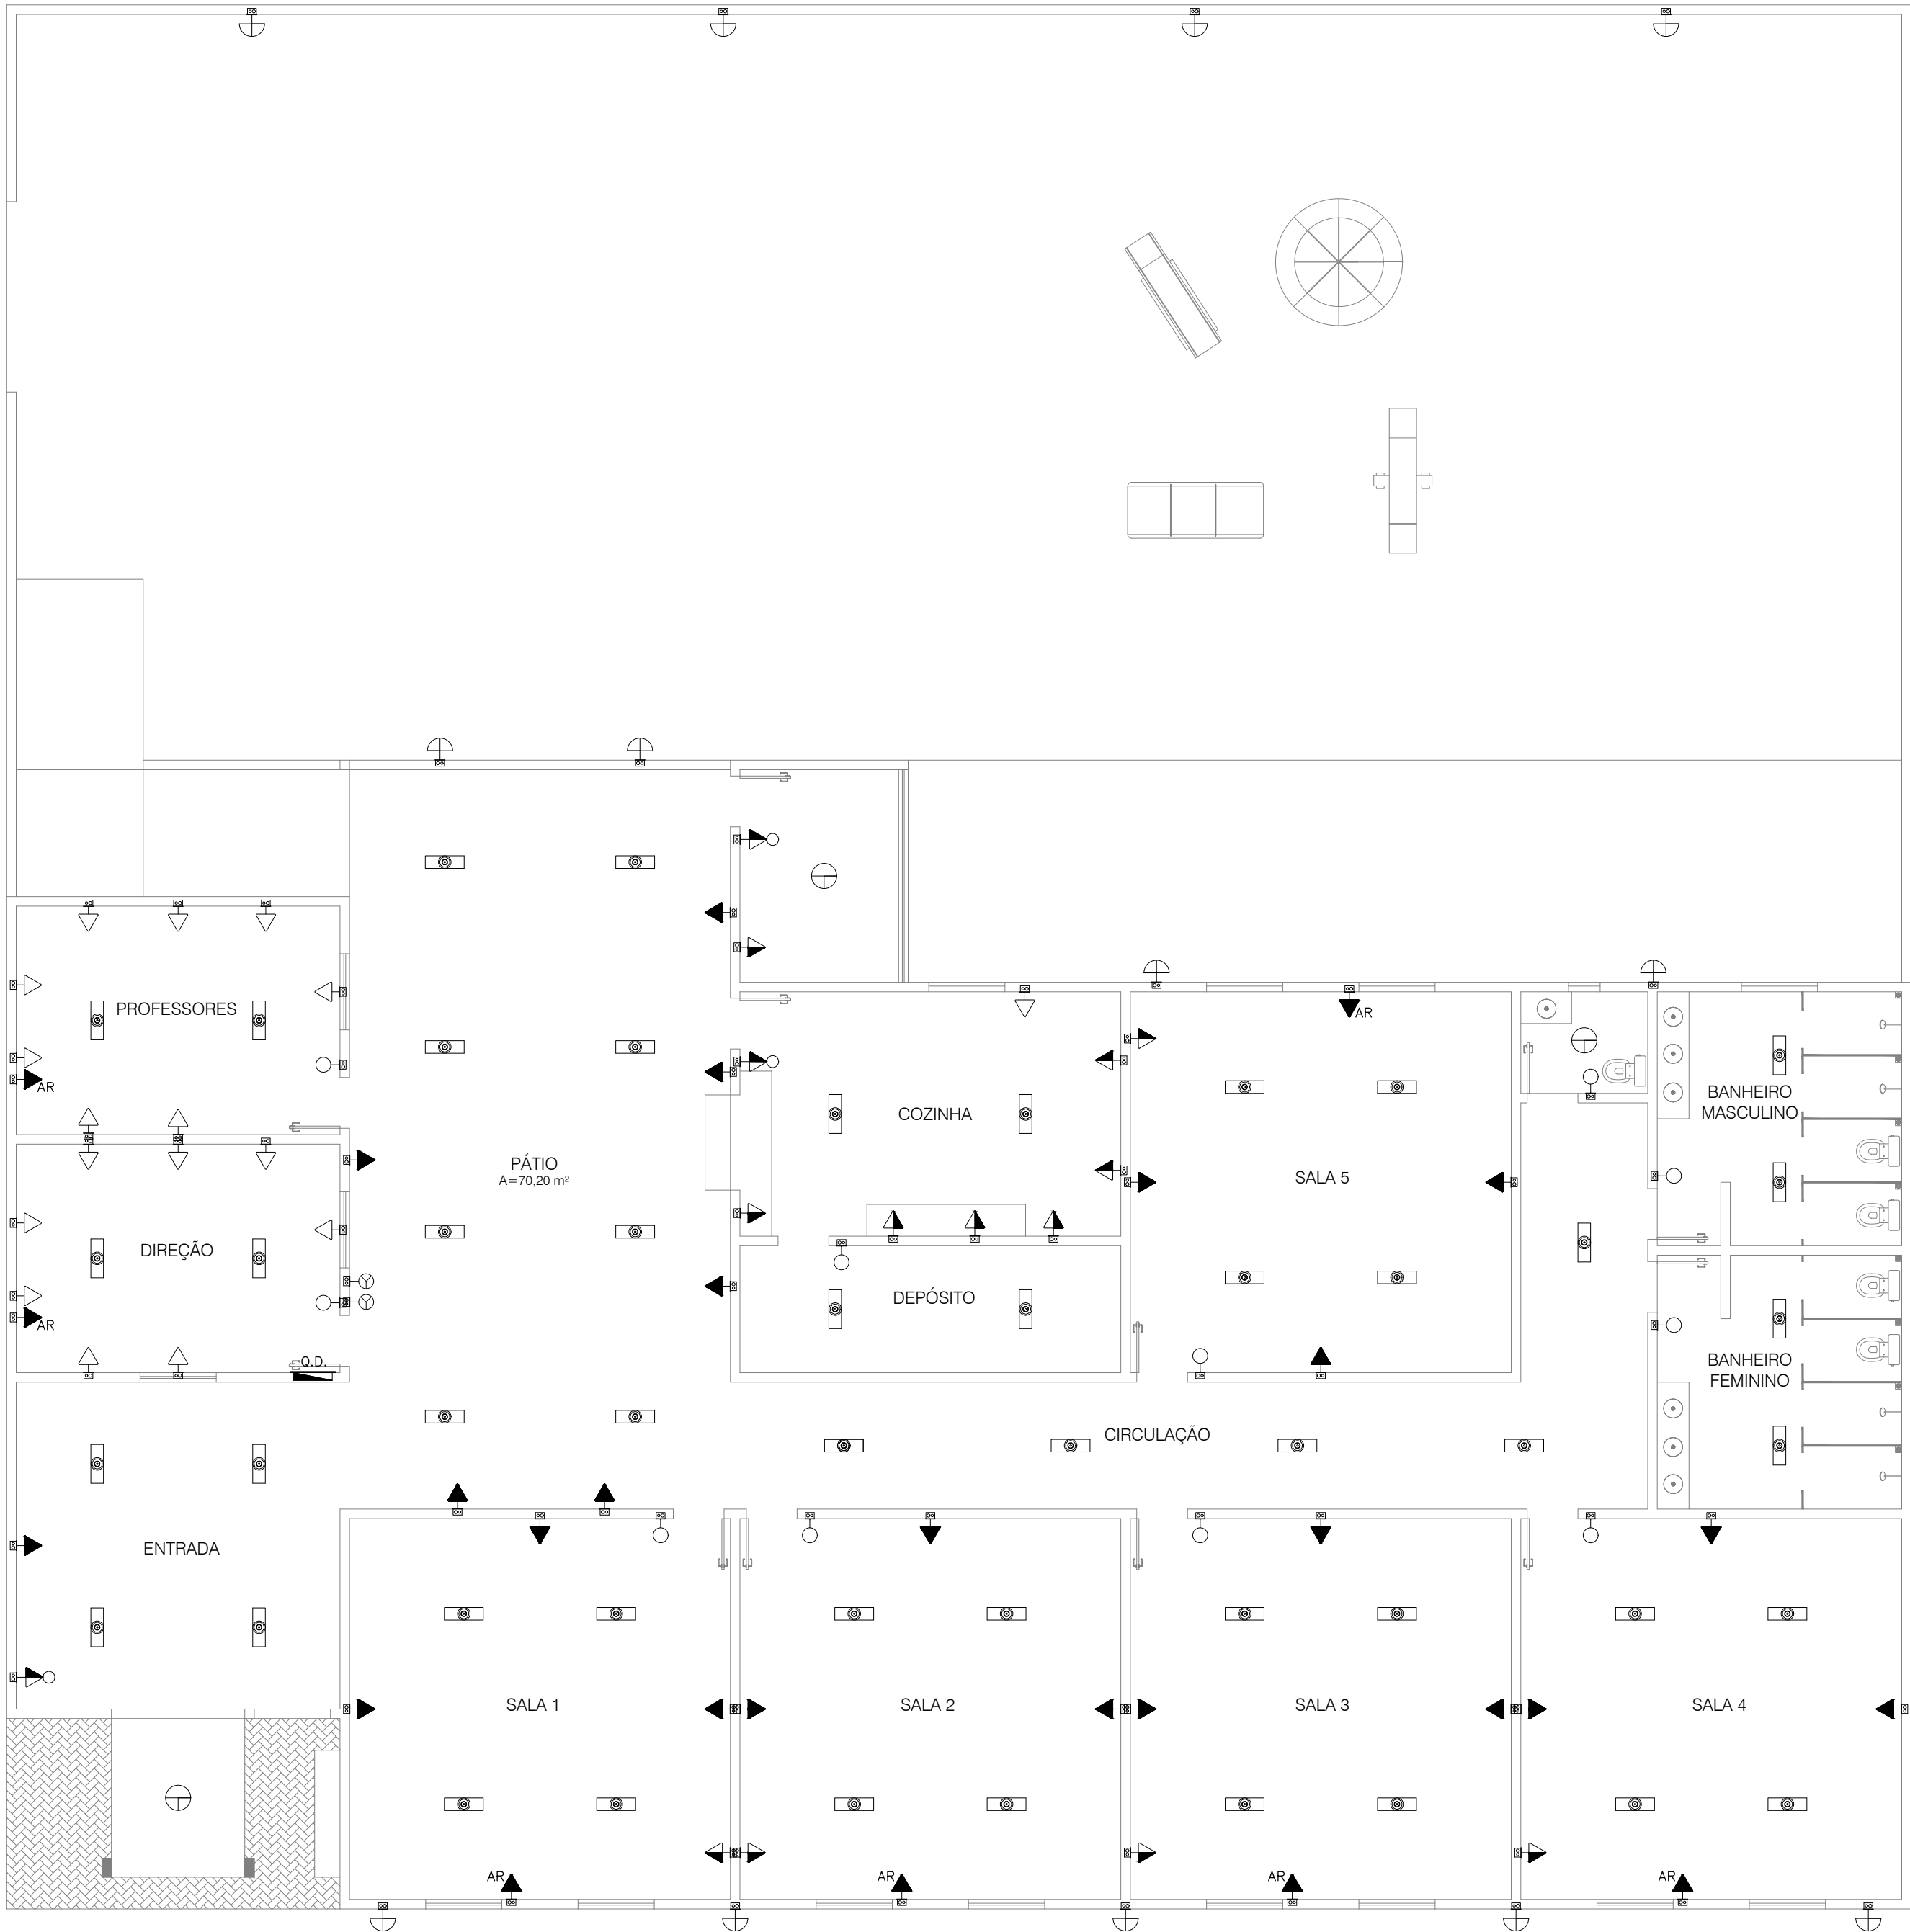 AR
PROFESSORES
AR
BANHEIRO
MASCULINO
COZINHA
PÁTIO
A=70,20 m²
SALA 5
DIREÇÃO
DEPÓSITO
AR
Q.D.
BANHEIRO
FEMININO
CIRCULAÇÃO
ENTRADA
SALA 1
SALA 2
SALA 3
SALA 4
AR
AR
AR
AR